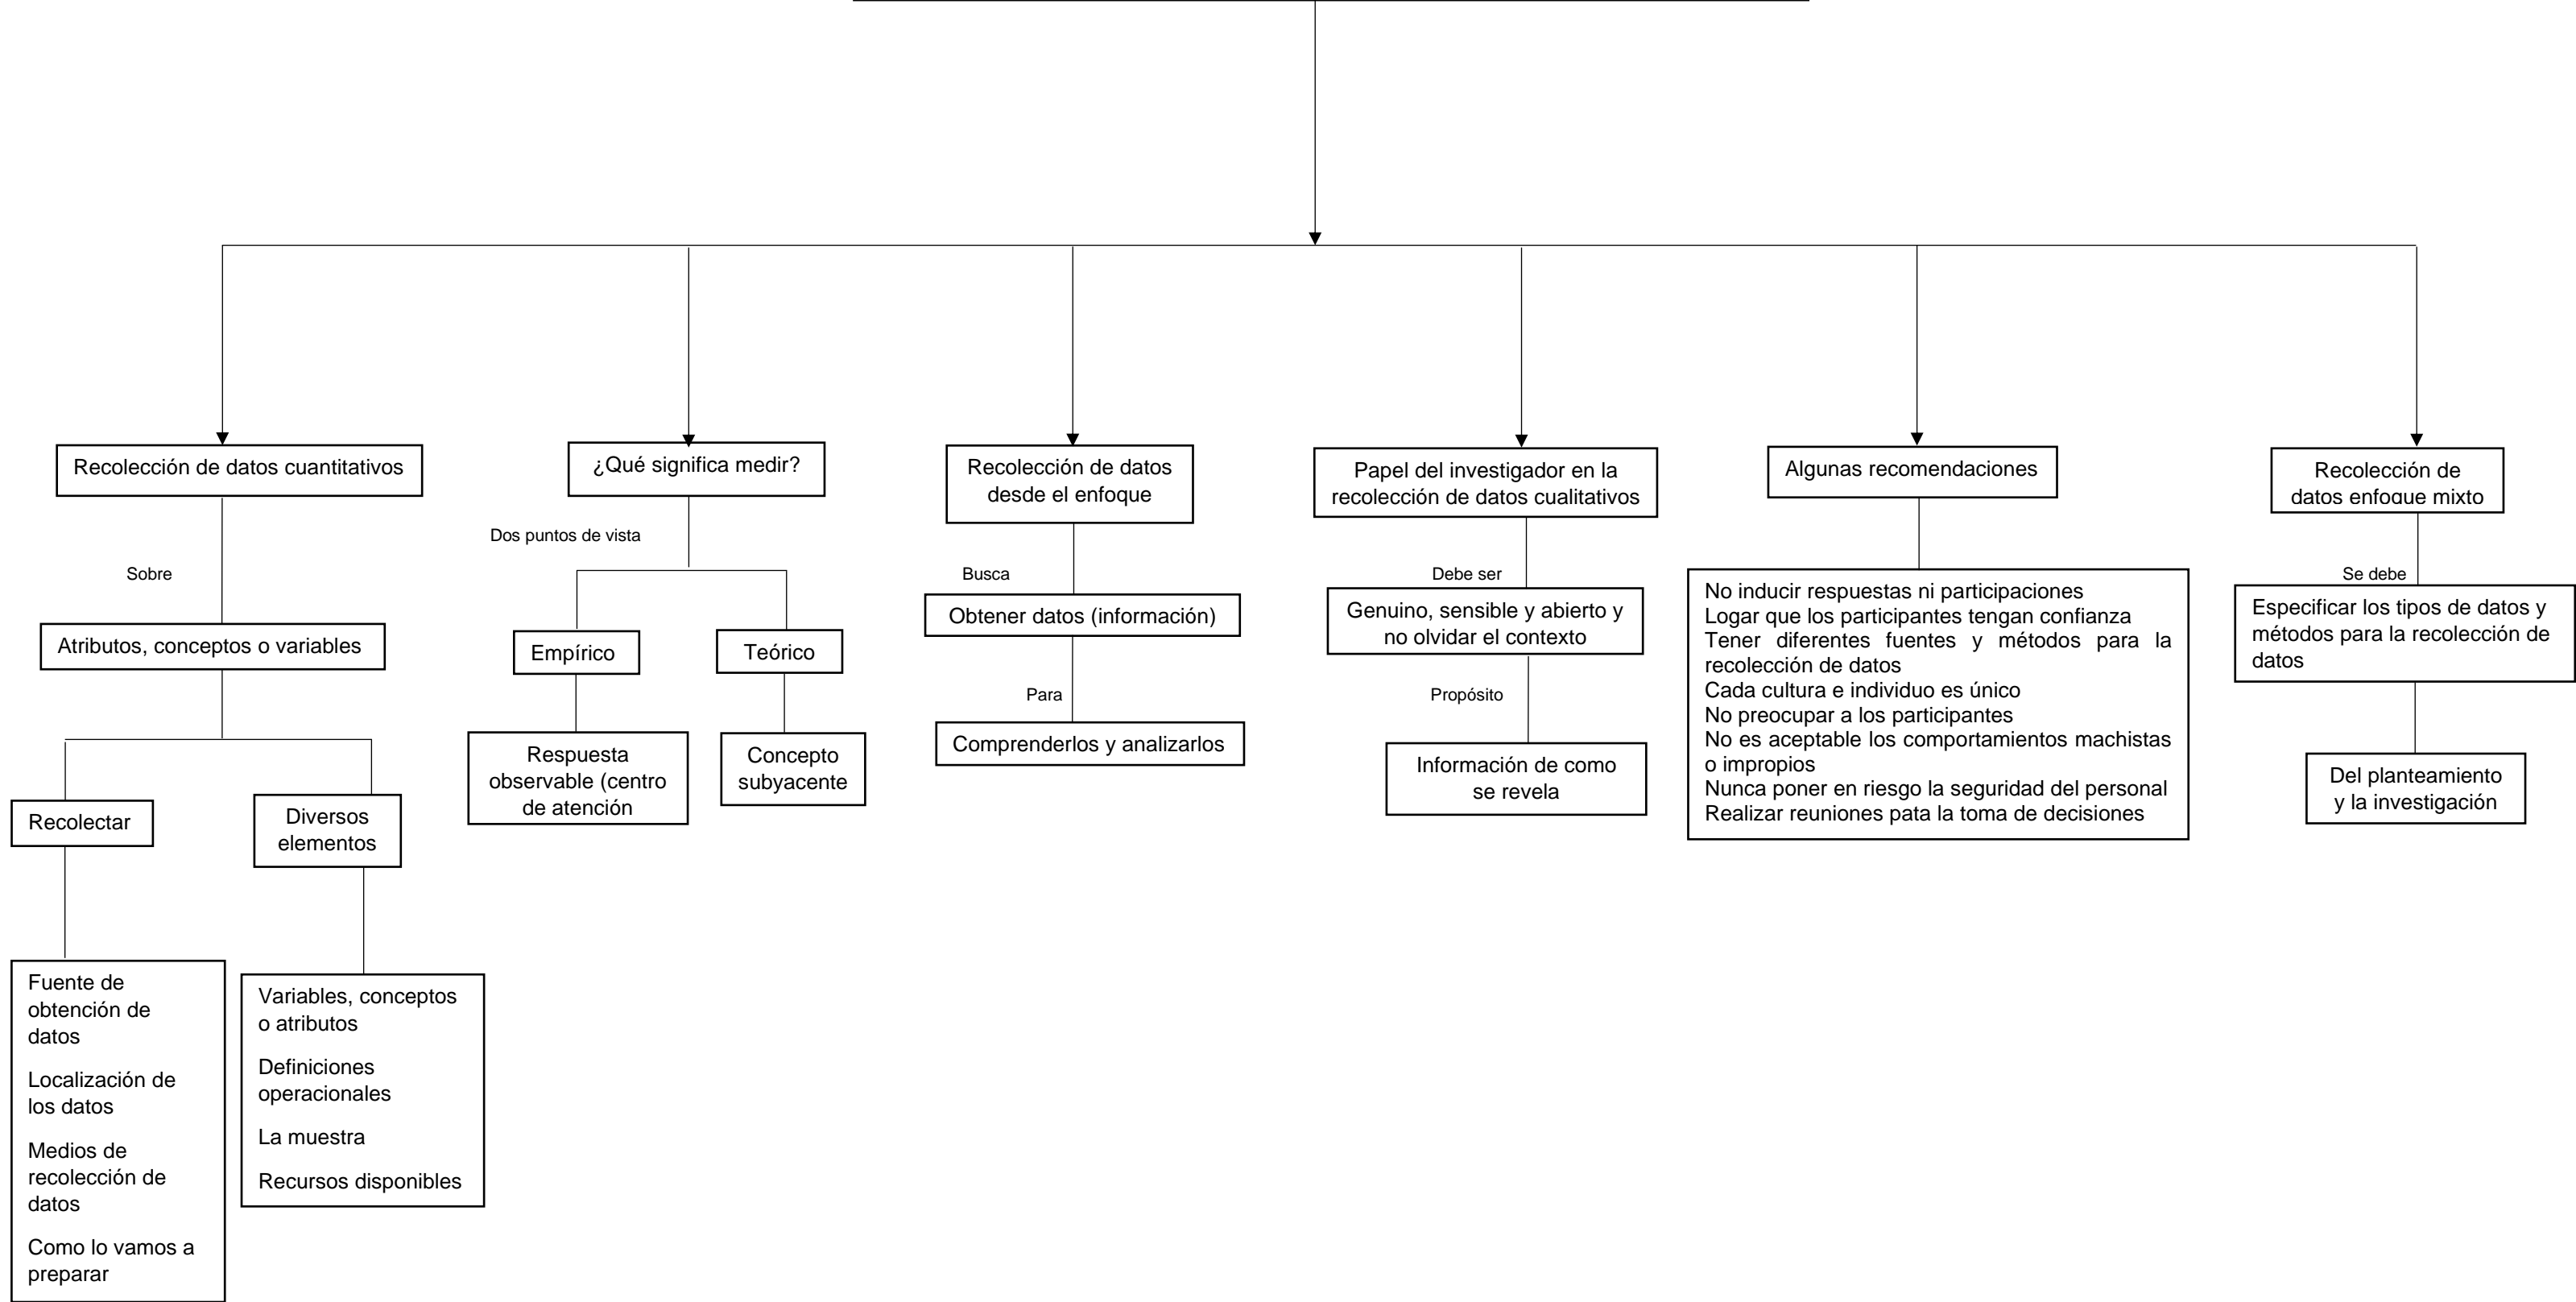 Recolección de datos cuantitativos
Sobre
Atributos, conceptos o variables
Recolectar
Fuente de
obtención de
datos
Localización de
los datos
Medios de
recolección de
datos
Como lo vamos a
preparar
Diversos
elementos
Variables, conceptos
o atributos
Definiciones
operacionales
La muestra
Recursos disponibles
¿Qué significa medir?
Dos puntos de vista
Empírico
Respuesta
observable (centro
de atención
Teórico
Concepto
subyacente
Recolección de datos
desde el enfoque
Busca
Obtener datos (información)
Para
Comprenderlos y analizarlos
Papel del investigador en la
recolección de datos cualitativos
Debe ser
Genuino, sensible y abierto y
no olvidar el contexto
Propósito
Información de como
se revela
Algunas recomendaciones
No inducir respuestas ni participaciones
Logar que los participantes tengan confianza
Tener diferentes fuentes y métodos para la
recolección de datos
Cada cultura e individuo es único
No preocupar a los participantes
No es aceptable los comportamientos machistas
o impropios
Nunca poner en riesgo la seguridad del personal
Realizar reuniones pata la toma de decisiones
Recolección de
datos enfoque mixto
Se debe
Especificar los tipos de datos y
métodos para la recolección de
datos
Del planteamiento
y la investigación